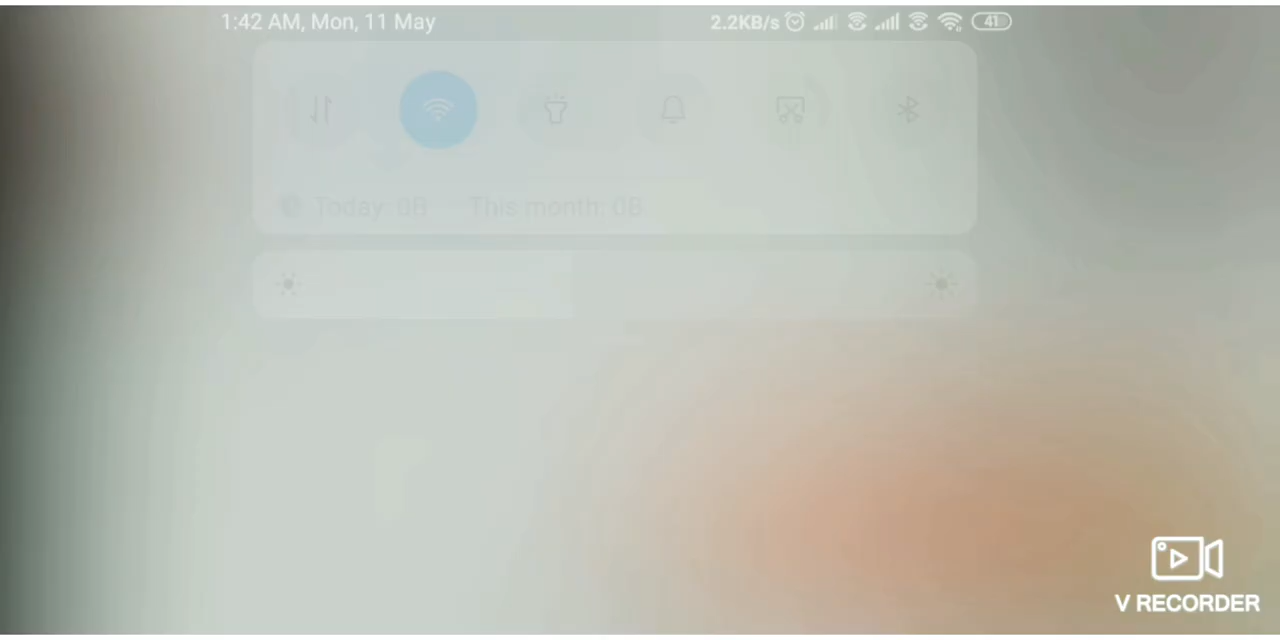 1:42 AM, Mon, 11 May 2.2KB/s 41
Today: 0B This month: 0B
V RECORDER